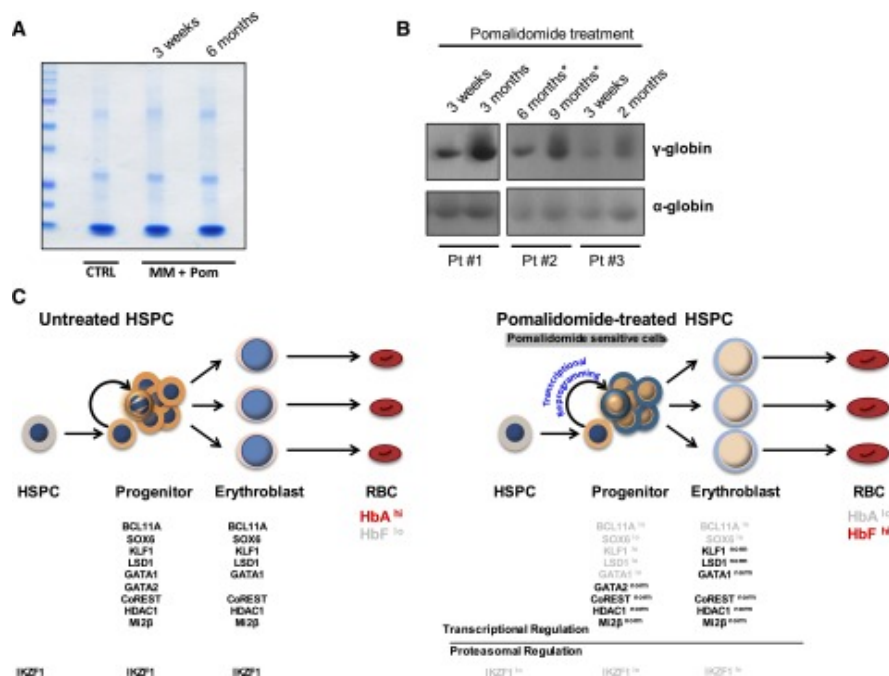 A
3 weeks
6 months
CTRL
MM + Pom
B
Pomalidomide treatment
3 weeks
3 months
6 months*
9 months*
3 weeks
2 months
γ-globin
α-globin
Pt #1
Pt #2
Pt #3
C
Untreated HSPC
HSPC
Progenitor
Erythroblast
RBC
HbA hi
HbF lo
BCL11A BCL11A
SOX6 SOX6
KLF1 KLF1
LSD1 LSD1
GATA1 GATA1
GATA2
CoREST CoREST
HDAC1 HDAC1
Mi2β Mi2β
IKZF1 IKZF1 IKZF1
Pomalidomide-treated HSPC
Pomalidomide sensitive cells
Transcriptional
Reprogramming
HSPC
Progenitor
Erythroblast
RBC
HbA lo
HbF hi
BCL11A lo BCL11A lo
SOX6 lo SOX6 lo
KLF1 lo KLF1 norm
LSD1 lo LSD1 norm
GATA1 lo GATA1 norm
GATA2 norm
CoREST norm CoREST norm
HDAC1 norm HDAC1 norm
Mi2β norm Mi2β norm
Transcriptional Regulation
Proteasomal Regulation
IKZF1 lo IKZF1 lo IKZF1 lo